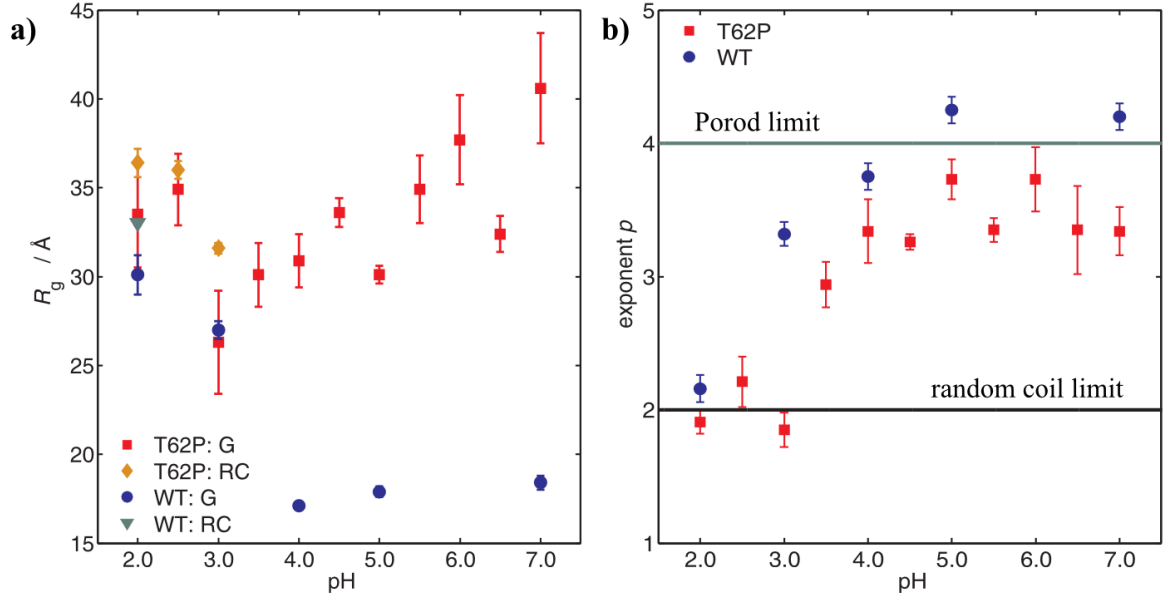 a)
45
40
35
30
25
20
15
Rg / Å
T62P: G
T62P: RC
WT: G
WT: RC
2.0 3.0 4.0 5.0 6.0 7.0
pH
b)
5
4
3
2
1
exponent p
T62P
WT
Porod limit
random coil limit
2.0 3.0 4.0 5.0 6.0 7.0
pH